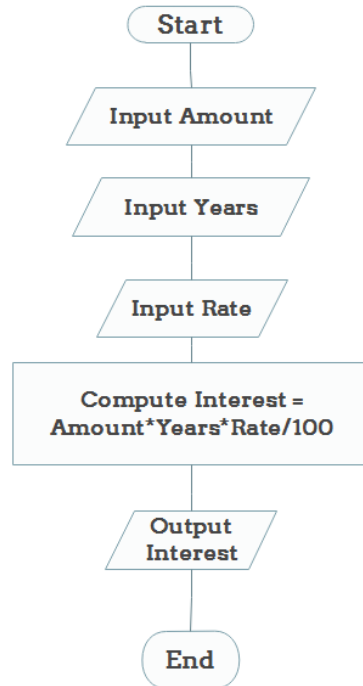 Start
Input Amount
Input Years
Input Rate
Compute Interest =
Amount*Years*Rate/100
Output
Interest
End